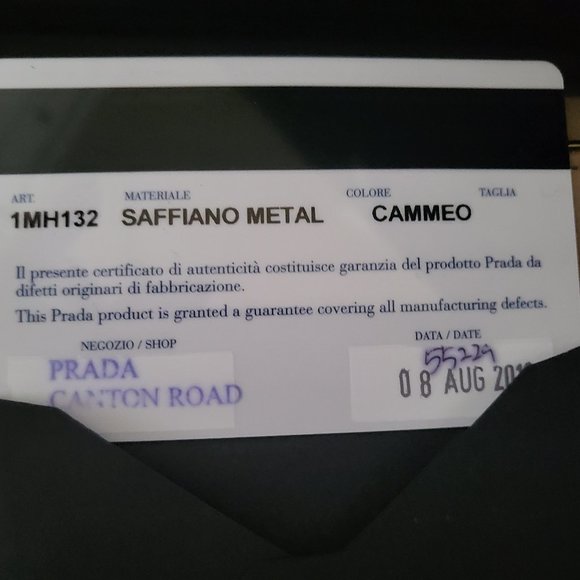 ART. MATERIALE COLORE TAGLIA
1MH132 SAFFIANO METAL CAMMEO
Il presente certificato di autenticità costituisce garanzia del prodotto Prada da
difetti originari di fabbricazione.
This Prada product is granted a guarantee covering all manufacturing defects.
NEGOZIO / SHOP DATA / DATE
PRADA 55229
CANTON ROAD 08 AUG